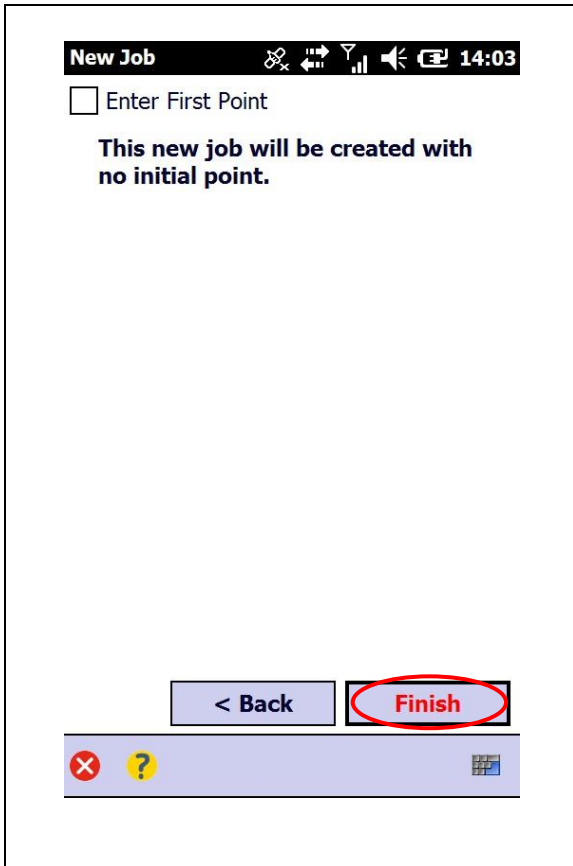 New Job 14:03
Enter First Point
This new job will be created with
no initial point.
< Back Finish
?